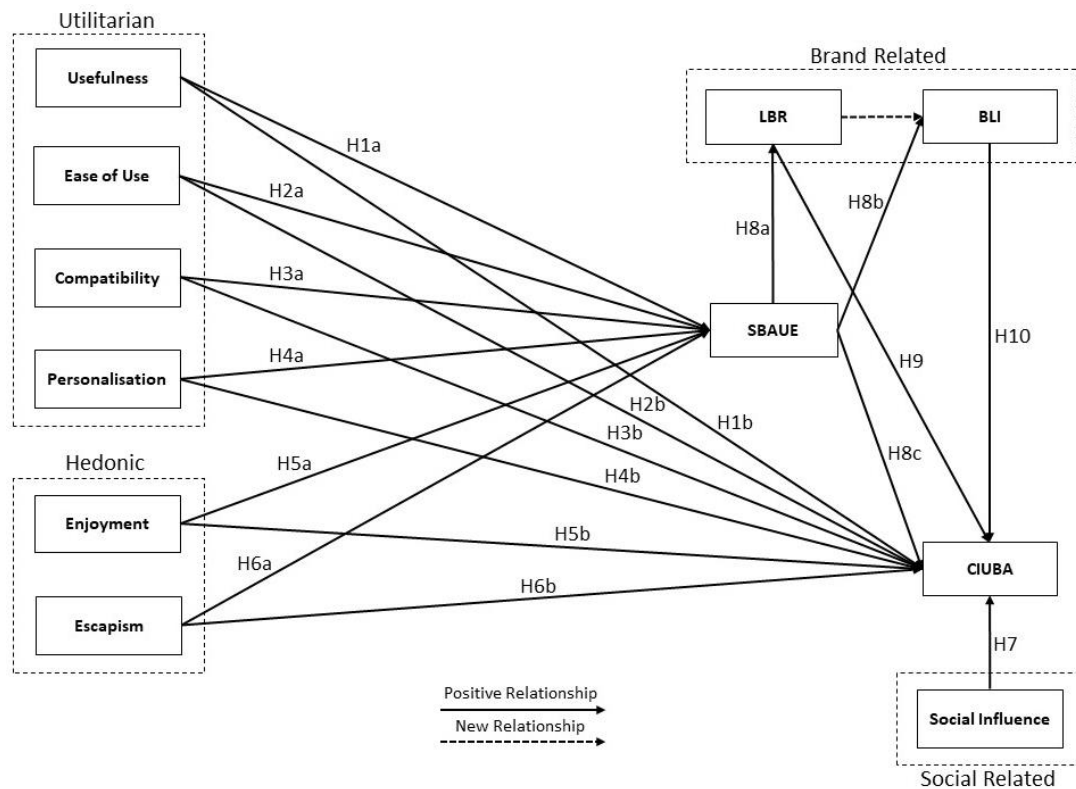 Utilitarian
Usefulness
Ease of Use
Compatibility
Personalisation
Hedonic
Enjoyment
Escapism
H1a
H2a
H3a
H4a
H5a
H6a
H2b
H1b
H3b
H4b
H5b
H6b
Brand Related
LBR
BLI
H8a
H8b
SBAUE
H9
H10
H8c
CIUBA
H7
Social Influence
Social Related
Positive Relationship
New Relationship